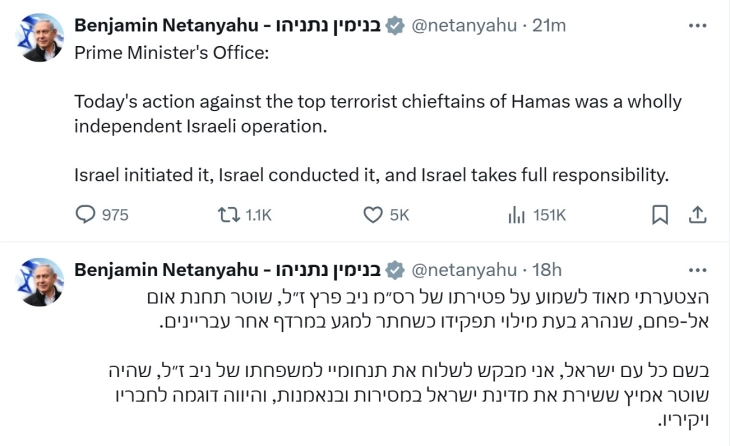 Benjamin Netanyahu - בנימין נתניהו @netanyahu · 21m
Prime Minister's Office:
Today's action against the top terrorist chieftains of Hamas was a wholly
independent Israeli operation.
Israel initiated it, Israel conducted it, and Israel takes full responsibility.
975 1.1K 5K 151K
Benjamin Netanyahu - בנימין נתניהו @netanyahu · 18h
הצטערתי מאוד לשמוע על פטירתו של רס״מ ניב פרץ ז״ל, שוטר תחנת אום
אל-פחם, שנהרג בעת מילוי תפקידו כשחתר למגע במרדף אחר עבריינים.
בשם כל עם ישראל, אני מבקש לשלוח את תנחומיי למשפחתו של ניב ז״ל, שהיה
שוטר אמיץ ששירת את מדינת ישראל במסירות ובנאמנות, והיווה דוגמה לחבריו
ויקיריו.